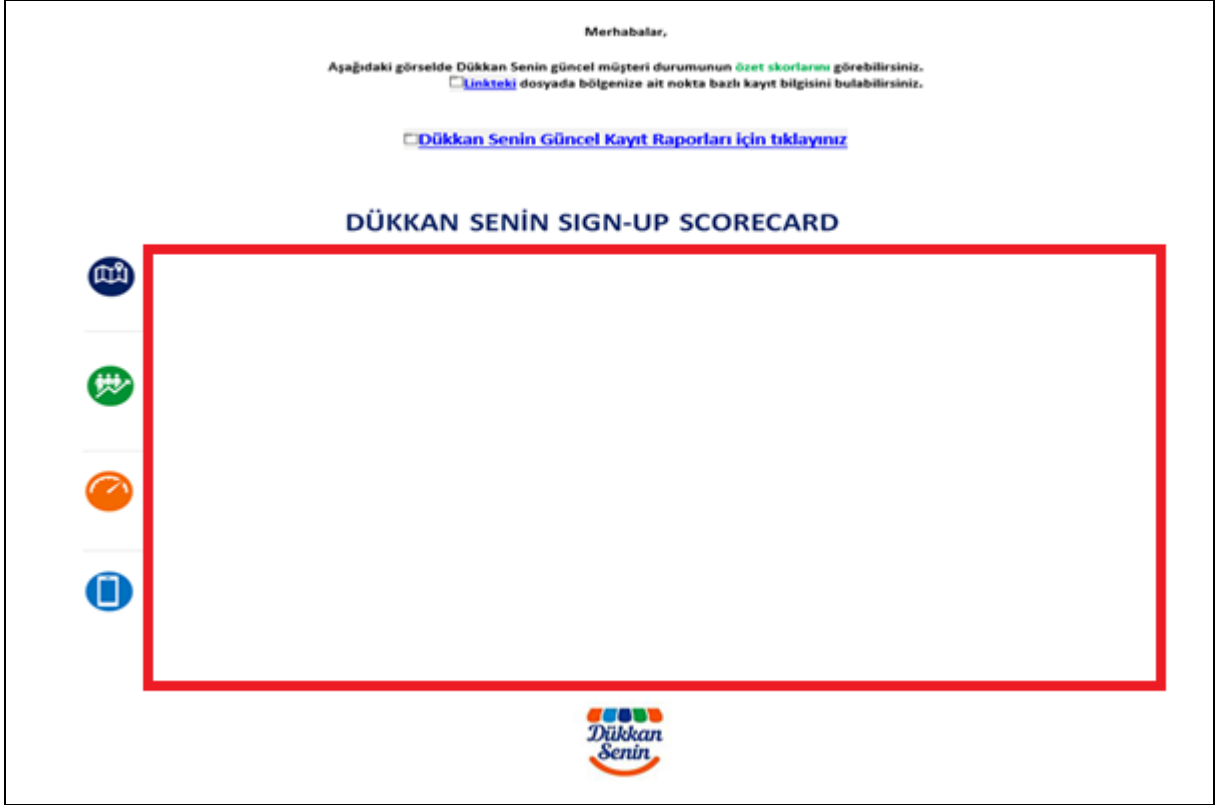 Merhabalar,
Aşağıdaki görselde Dükkan Senin güncel müşteri durumunun özet skorlarını görebilirsiniz.
Linkteki dosyada bölgenize ait nokta bazlı kayıt bilgisini bulabilirsiniz.
Dükkan Senin Güncel Kayıt Raporları için tıklayınız
DÜKKAN SENİN SIGN-UP SCORECARD
Dükkan
Senin